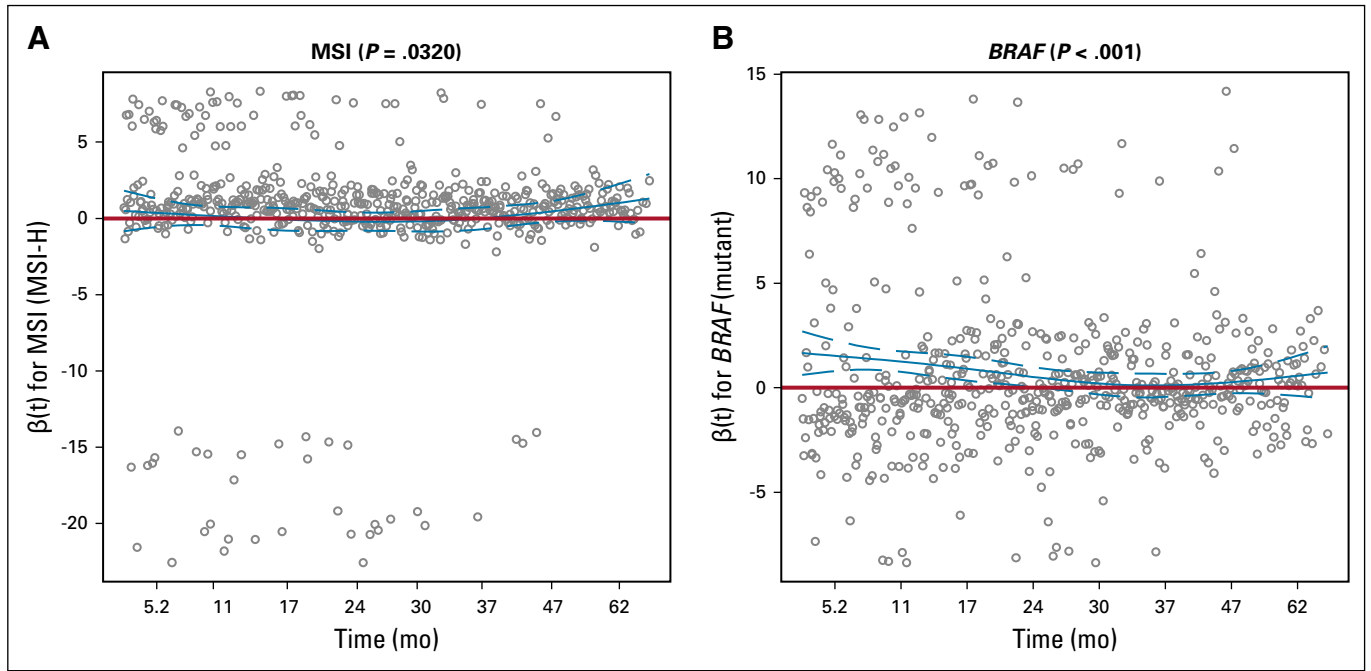 A
MSI (P = .0320)
β(t) for MSI (MSI-H)
5
0
-5
-10
-15
-20
5.2 11 17 24 30 37 47 62
Time (mo)
B
BRAF (P < .001)
β(t) for BRAF (mutant)
15
10
5
0
-5
5.2 11 17 24 30 37 47 62
Time (mo)